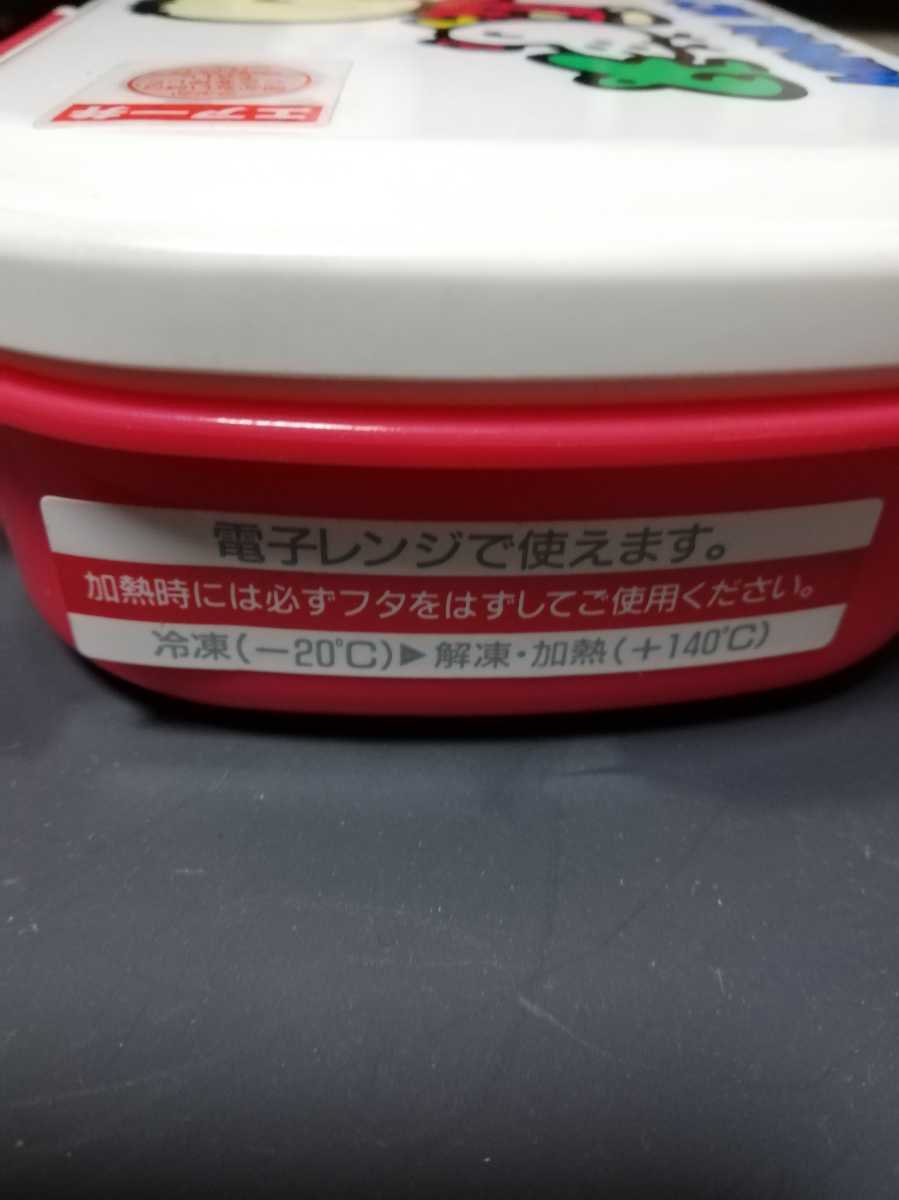 エアー弁
電子レンジで使えます。
加熱時には必ずフタをはずしてご使用ください。
冷凍(−20℃)▶解凍・加熱(+140℃)